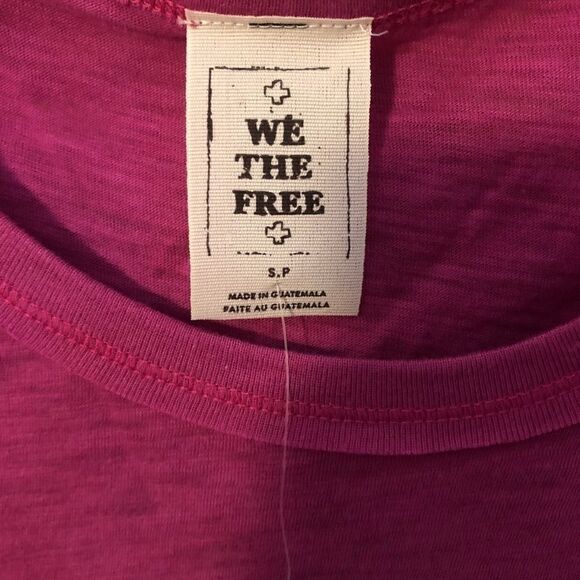 WE
THE
FREE
S.P
MADE IN GUATEMALA
FAITE AU GUATEMALA